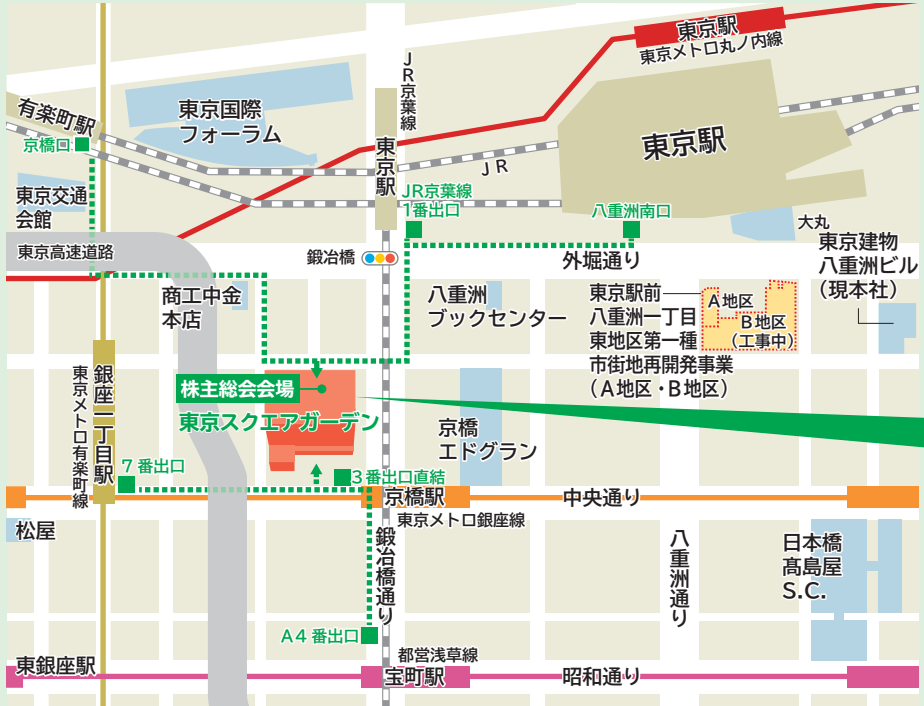 東京駅
東京メトロ丸ノ内線
JR京葉線
東京国際
フォーラム
有楽町駅
京橋口
東京駅
東京駅
JR
東京交通
会館
JR京葉線
1番出口
八重洲南口
大丸
東京高速道路
鍛冶橋
外堀通り
東京建物
八重洲ビル
(現本社)
商工中金
本店
八重洲
ブックセンター
東京駅前
八重洲一丁目
東地区第一種
市街地再開発事業
(A地区・B地区)
A地区
B地区
(工事中)
銀座一丁目駅
東京メトロ有楽町線
株主総会会場
東京スクエアガーデン
京橋
エドグラン
7番出口
3番出口直結
京橋駅
中央通り
東京メトロ銀座線
松屋
鍛冶橋通り
八重洲通り
日本橋
髙島屋
S.C.
A4番出口
都営浅草線
東銀座駅
宝町駅
昭和通り